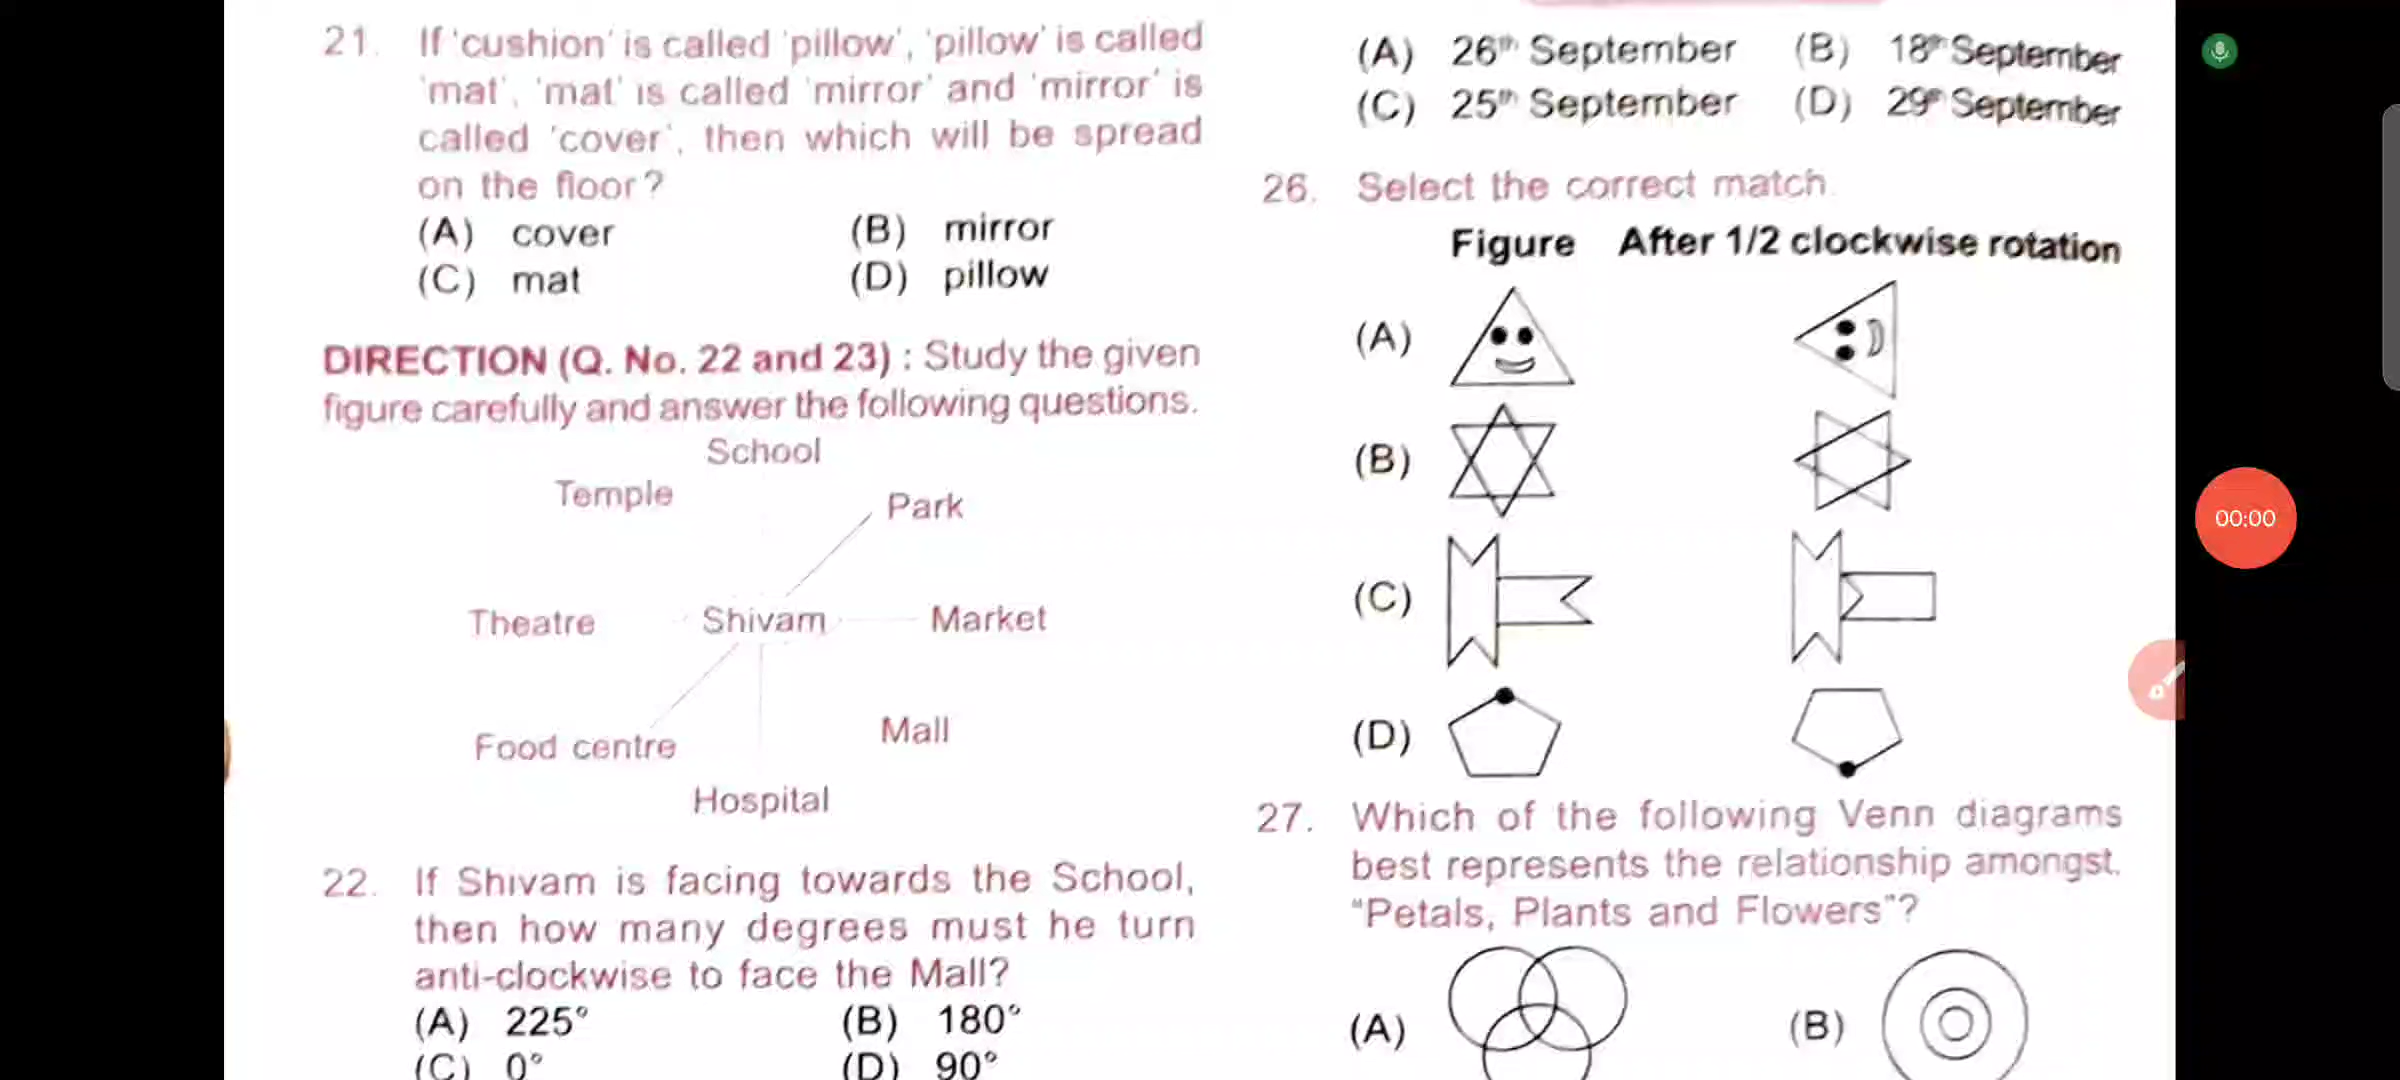 21. If 'cushion' is called 'pillow', 'pillow' is called
'mat', 'mat' is called 'mirror' and 'mirror' is
called 'cover', then which will be spread
on the floor?
(A) cover (B) mirror
(C) mat (D) pillow
DIRECTION (Q. No. 22 and 23) : Study the given
figure carefully and answer the following questions.
School
Temple
Park
Theatre Shivam Market
Food centre
Mall
Hospital
22. If Shivam is facing towards the School,
then how many degrees must he turn
anti-clockwise to face the Mall?
(A) 225° (B) 180°
(C) 0° (D) 90°
(A) 26th September (B) 18th September
(C) 25th September (D) 29th September
26. Select the correct match.
Figure After 1/2 clockwise rotation
(A)
(B)
(C)
(D)
27. Which of the following Venn diagrams
best represents the relationship amongst.
"Petals, Plants and Flowers"?
(A) (B)
00:00